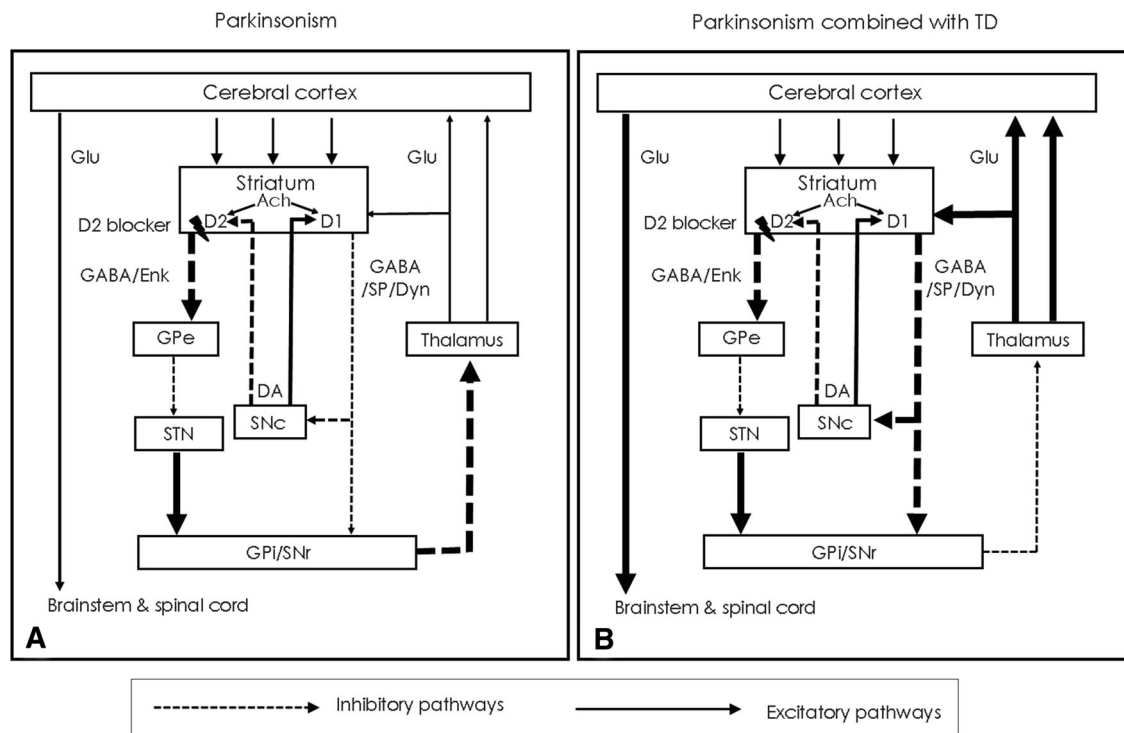 Parkinsonism
Cerebral cortex
Glu
Glu
Striatum
Ach
D2
D1
D2 blocker
GABA/Enk
GABA
/SP/Dyn
GPe
Thalamus
DA
SNc
STN
GPi/SNr
Brainstem & spinal cord
A
Parkinsonism combined with TD
Cerebral cortex
Glu
Glu
Striatum
Ach
D2
D1
D2 blocker
GABA/Enk
GABA
/SP/Dyn
GPe
Thalamus
DA
SNc
STN
GPi/SNr
Brainstem & spinal cord
B
Inhibitory pathways
Excitatory pathways